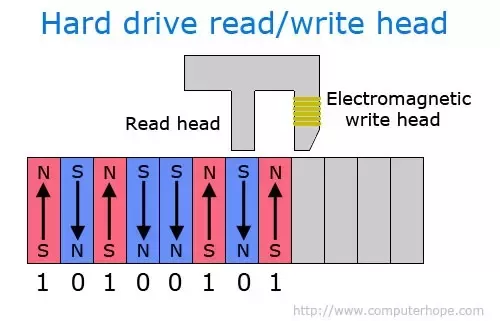 Hard drive read/write head
Read head
Electromagnetic
write head
N S N S S N S N
S N S N N S N S
1 0 1 0 0 1 0 1
http://www.computerhope.com